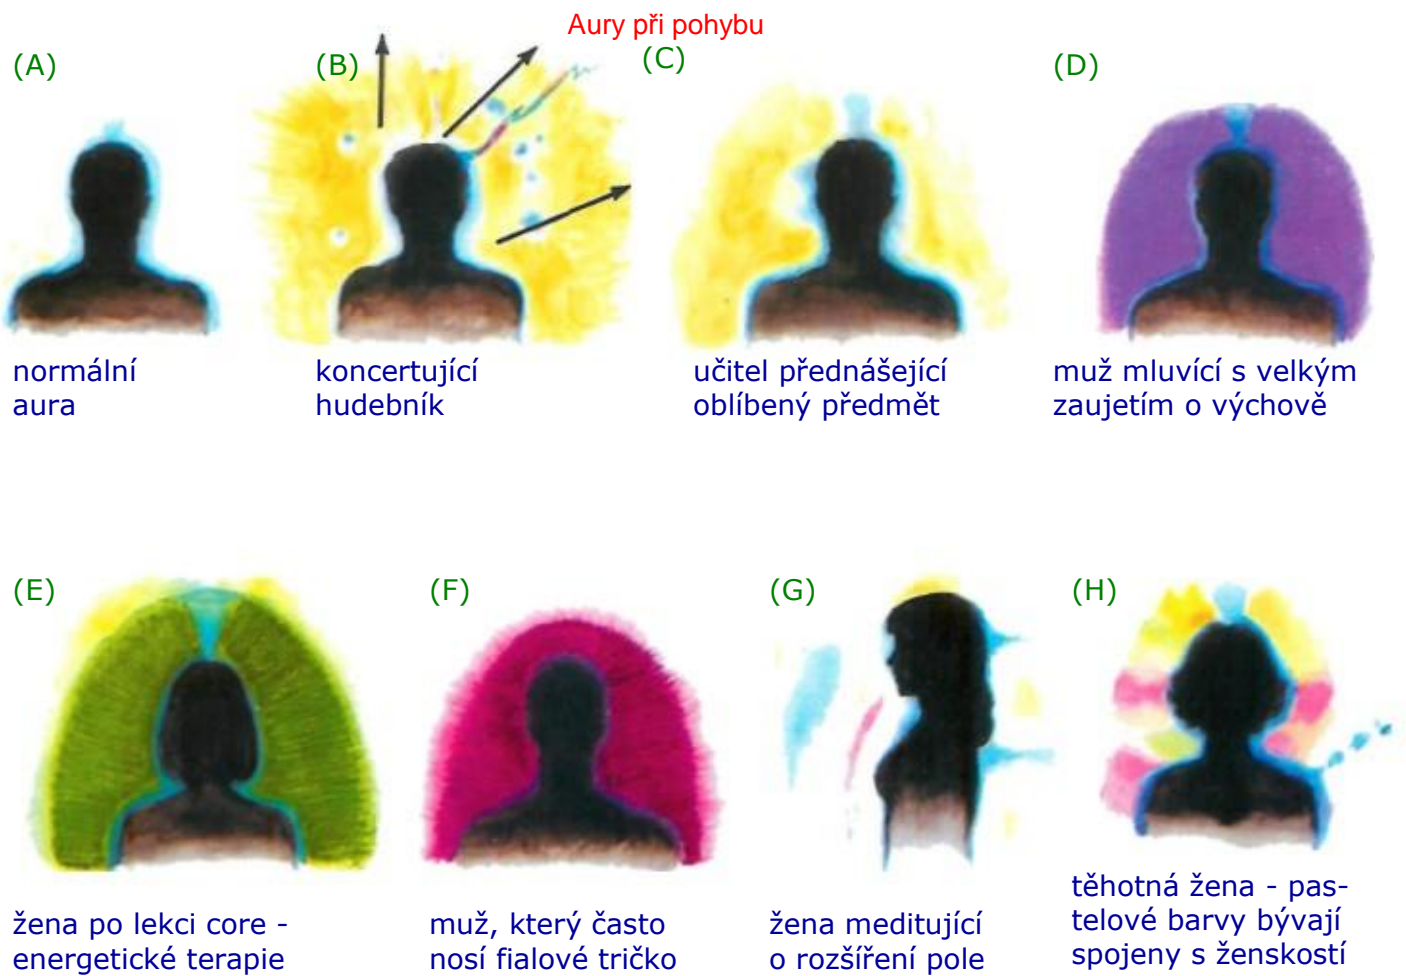 Aury při pohybu
(A)
(B)
(C)
(D)
normální
aura
koncertující
hudebník
učitel přednášející
oblíbený předmět
muž mluvící s velkým
zaujetím o výchově
(E)
(F)
(G)
(H)
žena po lekci core -
energetické terapie
muž, který často
nosí fialové tričko
žena meditující
o rozšíření pole
těhotná žena - pas-
telové barvy bývají
spojeny s ženskostí